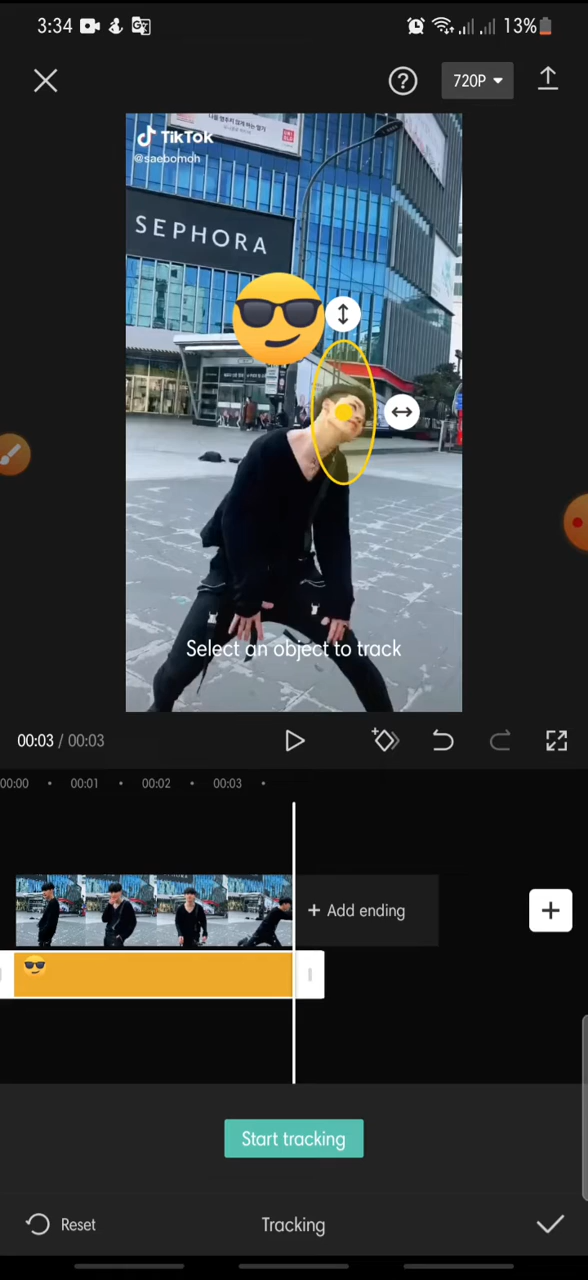 3:34
13%
720P
TikTok
@saebomoh
SEPHORA
Select an object to track
00:03 / 00:03
00:00
00:01
00:02
00:03
+ Add ending
Start tracking
Reset
Tracking